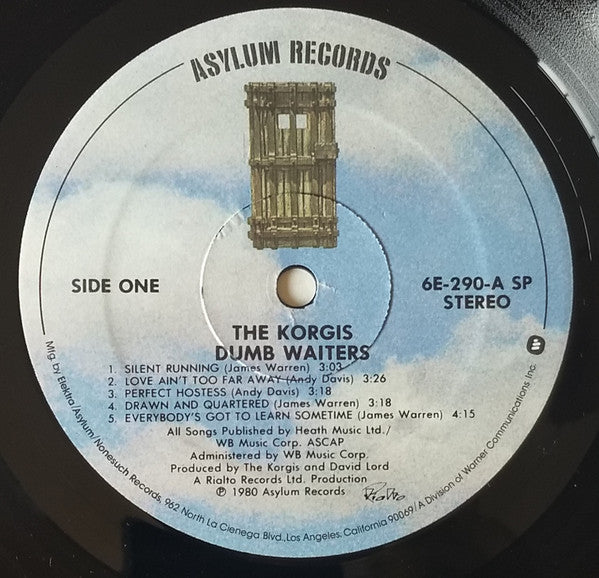 ASYLUM RECORDS
SIDE ONE
6E-290-A SP
STEREO
THE KORGIS
DUMB WAITERS
1. SILENT RUNNING (James Warren) 3:03
2. LOVE AIN'T TOO FAR AWAY (Andy Davis) 3:26
3. PERFECT HOSTESS (Andy Davis) 3:18
4. DRAWN AND QUARTERED (James Warren) 3:18
5. EVERYBODY'S GOT TO LEARN SOMETIME (James Warren) 4:15
All Songs Published by Heath Music Ltd./
WB Music Corp. ASCAP
Administered by WB Music Corp.
Produced by The Korgis and David Lord
A Rialto Records Ltd. Production
℗ 1980 Asylum Records
Rialto
Mfg. by Elektra/Asylum/Nonesuch Records, 962 North La Cienega Blvd., Los Angeles, California 90069/A Division of Warner Communications Inc.